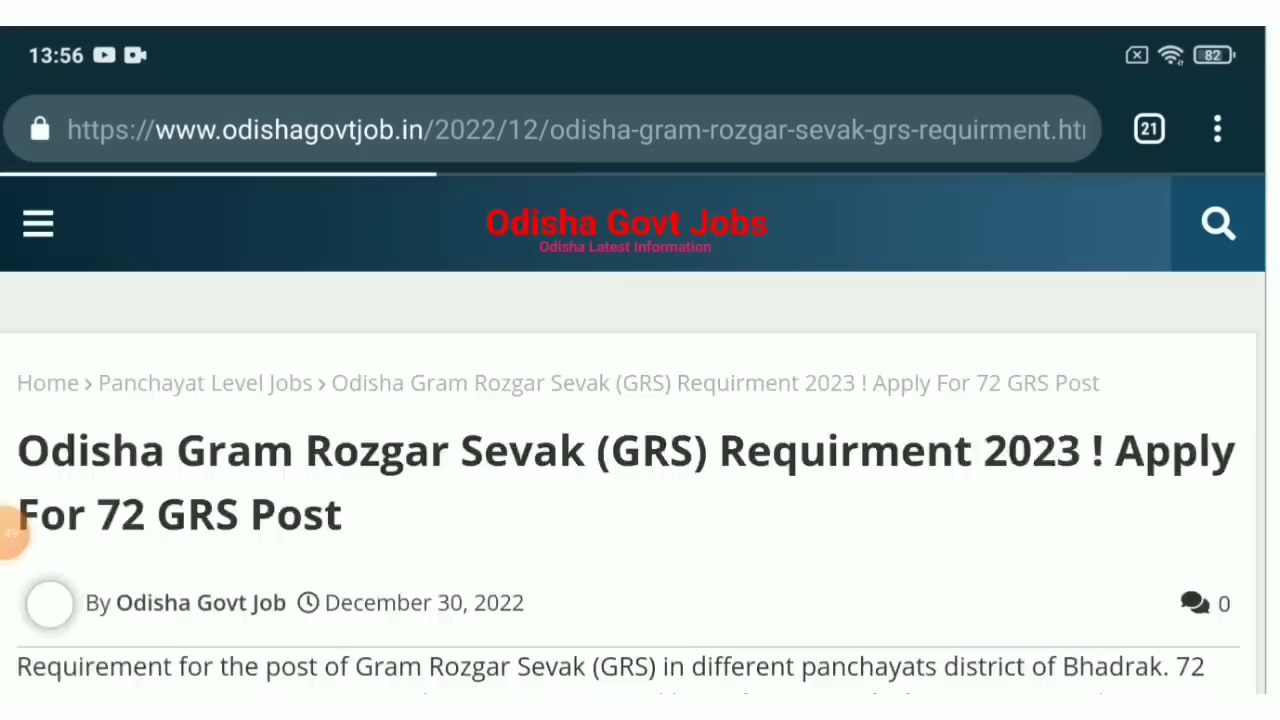 13:56
82
https://www.odishagovtjob.in/2022/12/odisha-gram-rozgar-sevak-grs-requirment.htm
21
Odisha Govt Jobs
Odisha Latest Information
Home › Panchayat Level Jobs › Odisha Gram Rozgar Sevak (GRS) Requirment 2023 ! Apply For 72 GRS Post
Odisha Gram Rozgar Sevak (GRS) Requirment 2023 ! Apply
For 72 GRS Post
By Odisha Govt Job December 30, 2022
0
Requirement for the post of Gram Rozgar Sevak (GRS) in different panchayats district of Bhadrak. 72